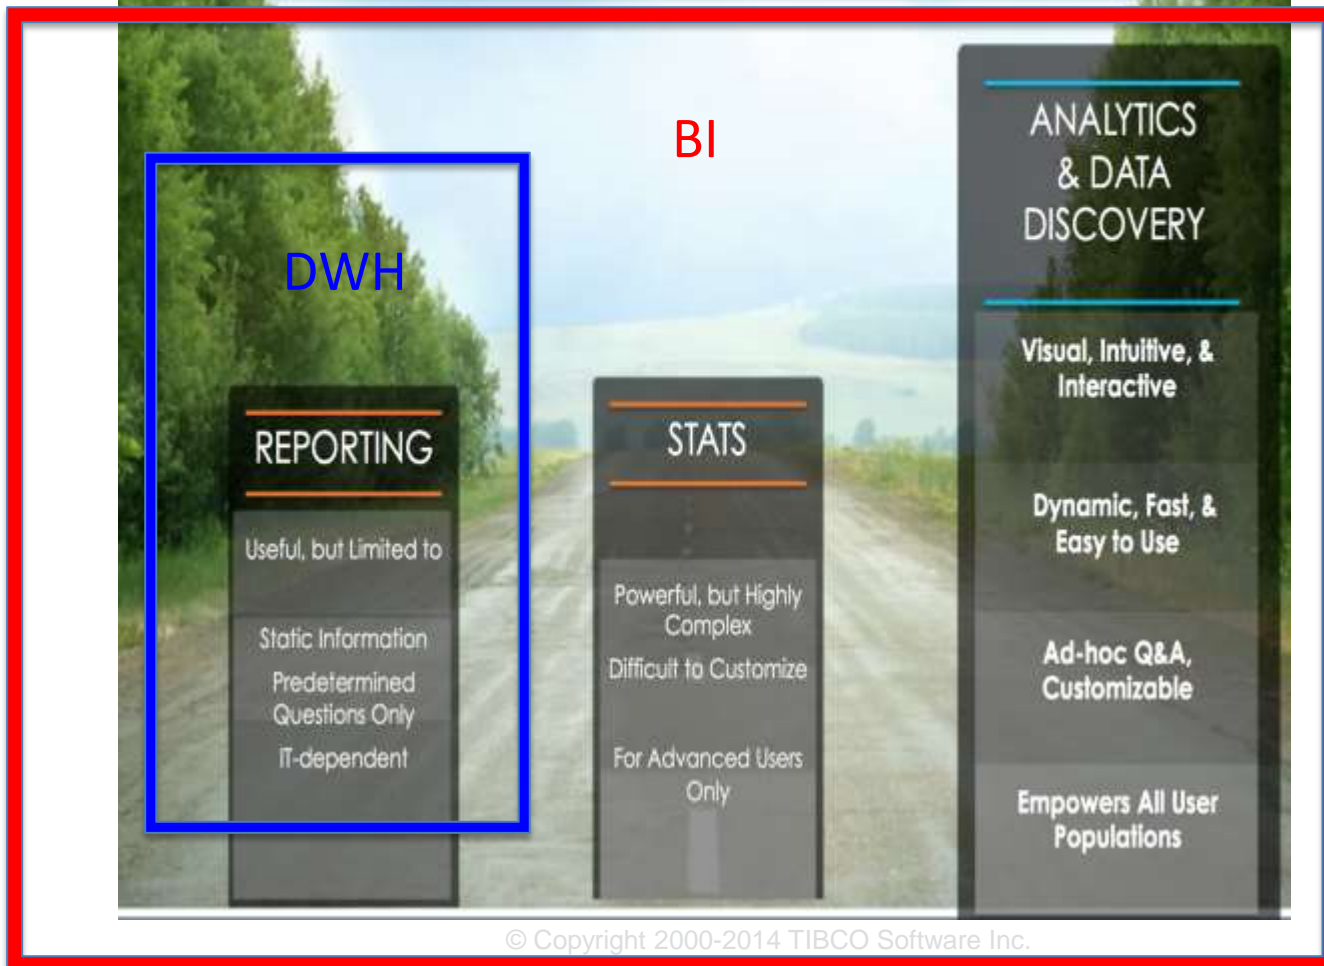 BI
DWH
REPORTING
Useful, but Limited to
Static Information
Predetermined
Questions Only
IT-dependent
STATS
Powerful, but Highly
Complex
Difficult to Customize
For Advanced Users
Only
ANALYTICS
& DATA
DISCOVERY
Visual, Intuitive, &
Interactive
Dynamic, Fast, &
Easy to Use
Ad-hoc Q&A,
Customizable
Empowers All User
Populations
© Copyright 2000-2014 TIBCO Software Inc.